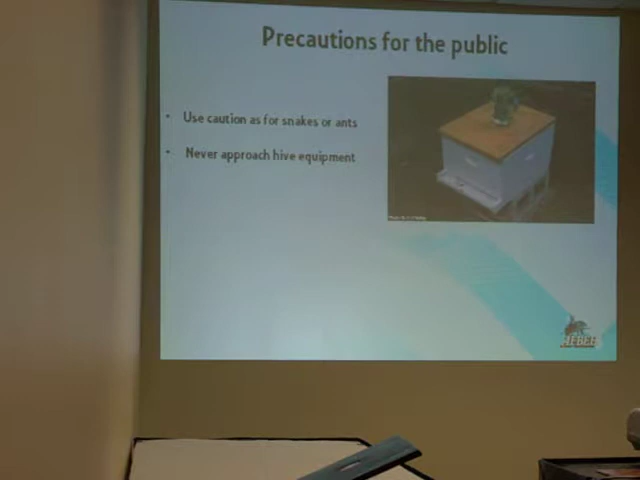 Precautions for the public
• Use caution as for snakes or ants
• Never approach hive equipment